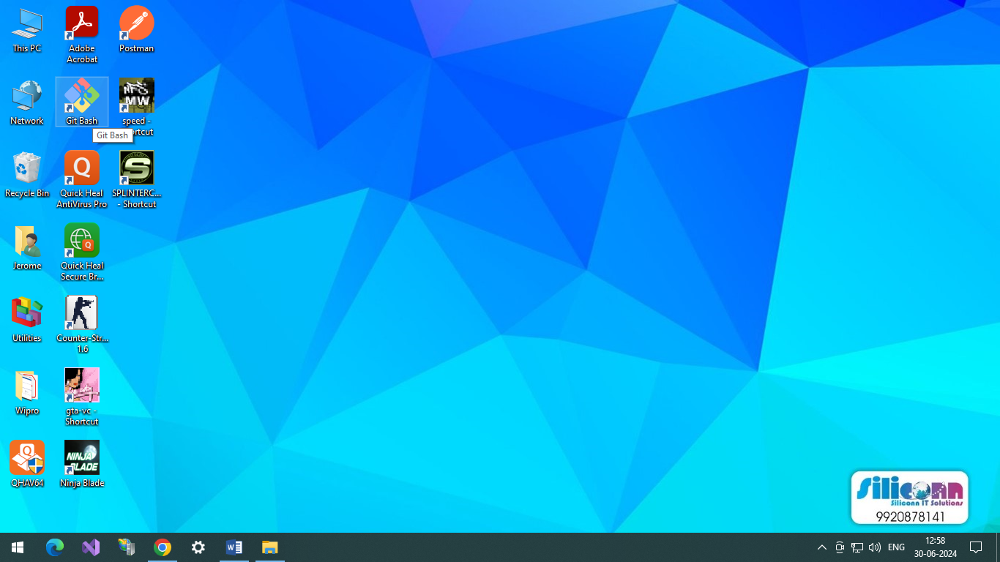 This PC
Adobe
Acrobat
Postman
Network
Git Bash
Git Bash
NFS
MW
speed -
Recycle Bin
Q
Quick Heal
AntiVirus Pro
S
SPLINTERC...
- Shortcut
Jerome
Q
Quick Heal
Secure Br...
Utilities
Counter-Str...
1.6
Wipro
gta-vc -
Shortcut
Q
QHAV64
NINJA
BLADE
Ninja Blade
Siliconn
Siliconn IT Solutions
9920878141
W
ENG
12:58
30-06-2024